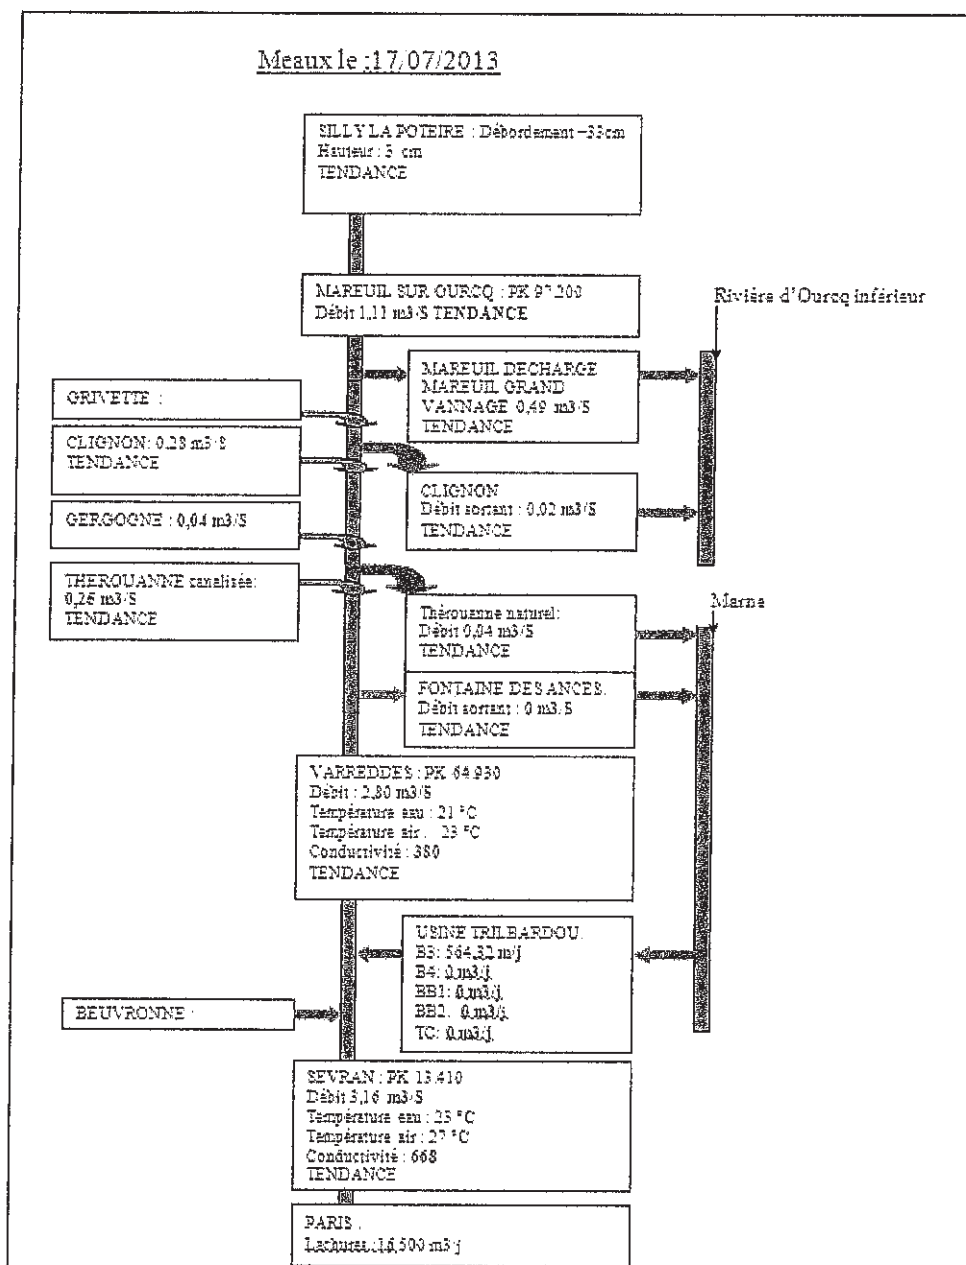 Meaux le :17/07/2013
SILLY LA POTEIRE : Débordement -33cm
Hauteur : 3 cm
TENDANCE
MAREUIL SUR OURCQ : PK 97.200
Débit 1,11 m3/S TENDANCE
Rivière d'Ourcq inférieur
MAREUIL DECHARGE
MAREUIL GRAND
VANNAGE 0,49 m3/S
TENDANCE
GRIVETTE :
CLIGNON: 0.28 m3/S
TENDANCE
CLIGNON
Débit sortant : 0,02 m3/S
TENDANCE
GERGOGNE : 0,04 m3/S
THEROUANNE canalisée:
0,26 m3/S
TENDANCE
Marne
Thérouanne naturel:
Débit 0,04 m3/S
TENDANCE
FONTAINE DES ANCES.
Débit sortant : 0 m3/S
TENDANCE
VARREDDES : PK 64.930
Débit : 2,80 m3/S
Température eau : 21 °C
Température air : 23 °C
Conductivité : 380
TENDANCE
USINE TRILBARDOU.
B3: 564,32 m/j
B4: 0 m3/j
BB1: 0 m3/j
BB2. 0 m3/j
TC: 0 m3/j
BEUVRONNE :
SEVRAN : PK 13.410
Débit 3,16 m3/S
Température eau : 23 °C
Température air : 27 °C
Conductivité : 668
TENDANCE
PARIS :
Lachures :16,500 m3/j